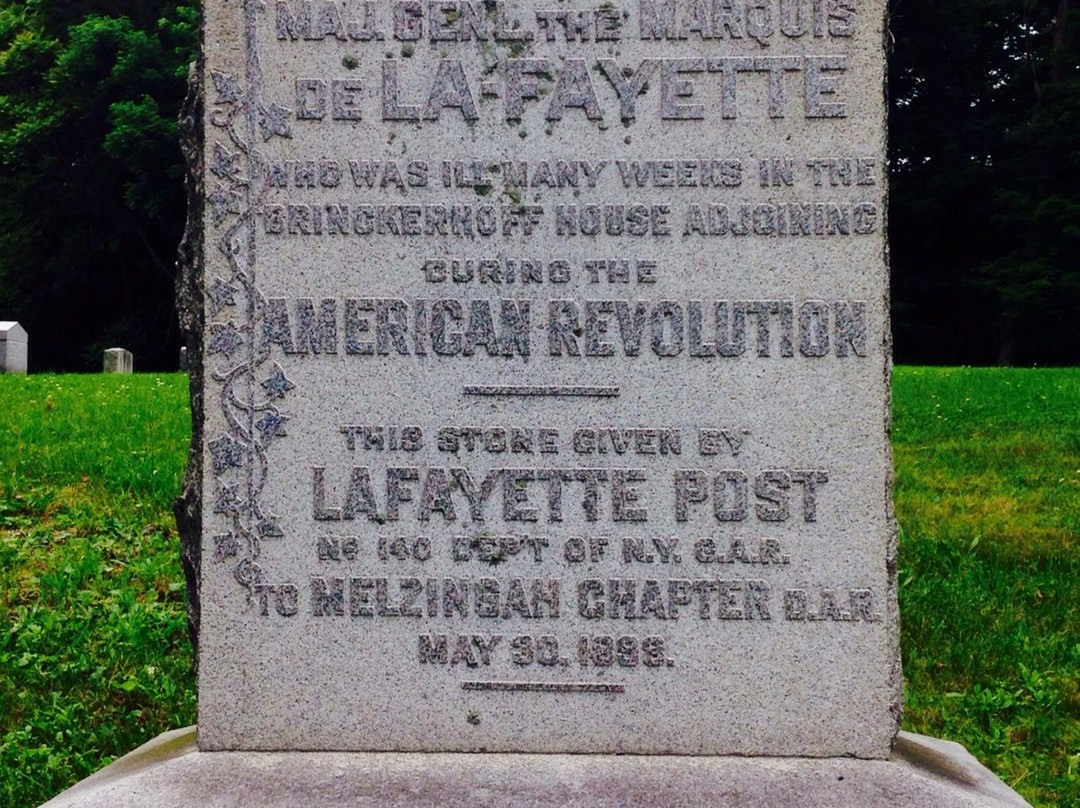 MAJ. GEN'L. THE MARQUIS
DE LA-FAYETTE
WHO WAS ILL MANY WEEKS IN THE
BRINCKERHOFF HOUSE ADJOINING
DURING THE
AMERICAN REVOLUTION
THIS STONE GIVEN BY
LAFAYETTE POST
Nº 140 DEP'T OF N.Y. G.A.R.
TO MELZINGAH CHAPTER D.A.R.
MAY 30.